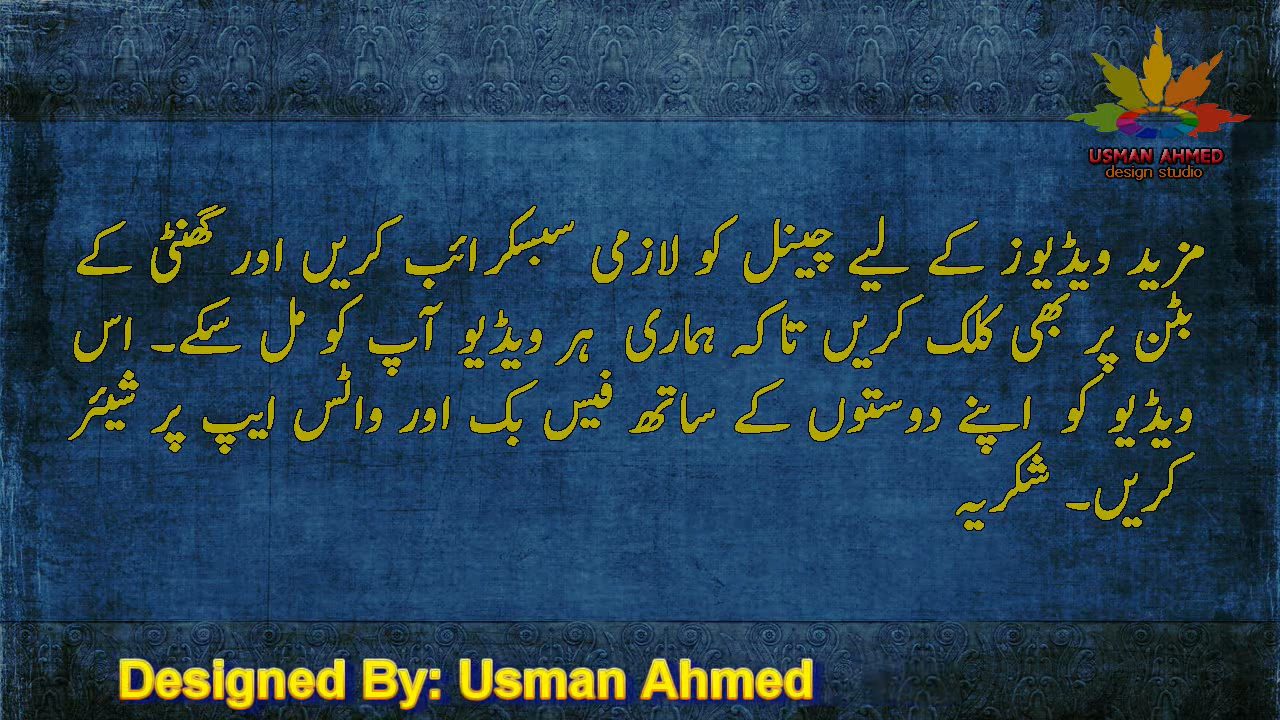 USMAN AHMED
design studio
مزید ویڈیوز کے لیے چینل کو لازمی سبسکرائب کریں اور گھنٹی کے
بٹن پر بھی کلک کریں تاکہ ہماری ہر ویڈیو آپ کو مل سکے۔ اس
ویڈیو کو اپنے دوستوں کے ساتھ فیس بک اور واٹس ایپ پر شیئر
کریں۔ شکریہ
Designed By: Usman Ahmed